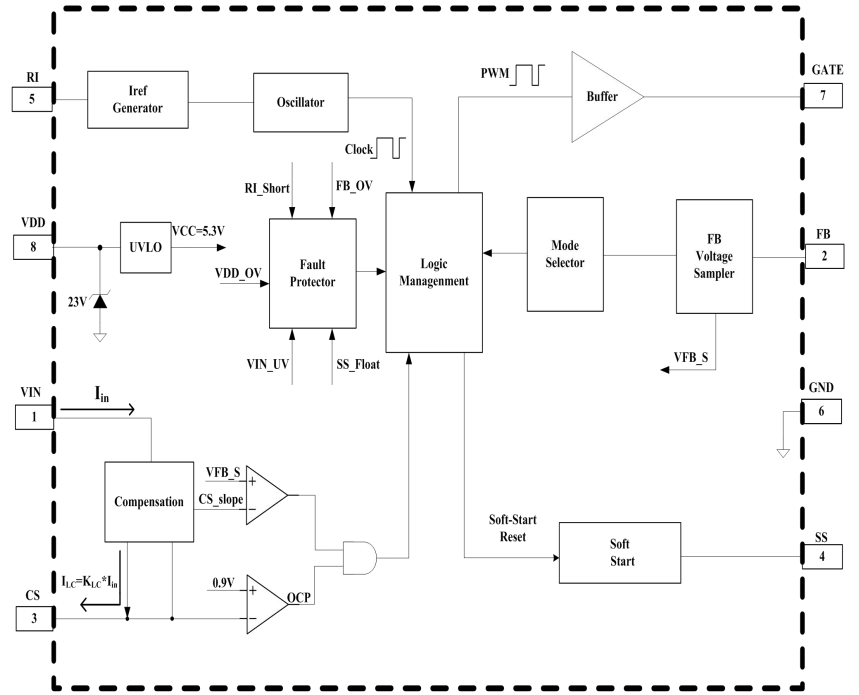 RI
5
Iref
Generator
Oscillator
Clock
PWM
Buffer
GATE
7
VDD
8
UVLO
VCC=5.3V
23V
RI_Short
FB_OV
VDD_OV
Fault
Protector
VIN_UV
SS_Float
Logic
Managenment
Mode
Selector
FB
Voltage
Sampler
FB
2
VFB_S
GND
6
VIN
1
Iin
Compensation
VFB_S
+
CS_slope
−
ILC=KLC*Iin
CS
3
0.9V
+
−
OCP
Soft-Start
Reset
Soft
Start
SS
4